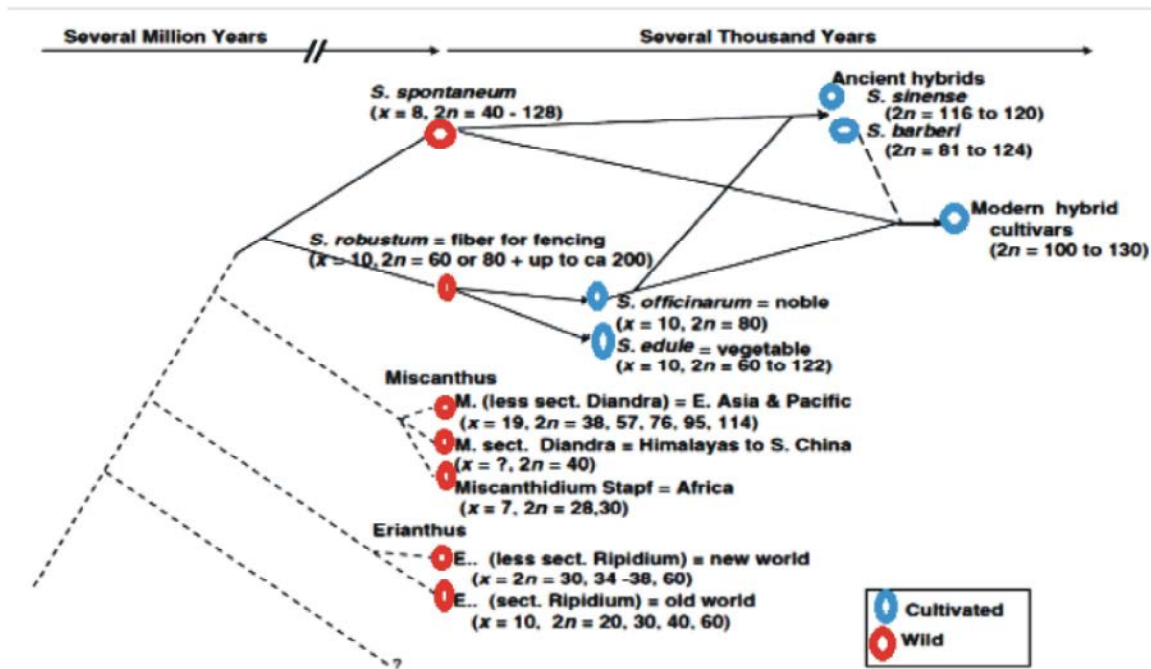 Several Million Years
Several Thousand Years
Ancient hybrids
S. sinense
(2n = 116 to 120)
S. barberi
(2n = 81 to 124)
S. spontaneum
(x = 8, 2n = 40 - 128)
Modern hybrid
cultivars
(2n = 100 to 130)
S. robustum = fiber for fencing
(x = 10, 2n = 60 or 80 + up to ca 200)
S. officinarum = noble
(x = 10, 2n = 80)
S. edule = vegetable
(x = 10, 2n = 60 to 122)
Miscanthus
M. (less sect. Diandra) = E. Asia & Pacific
(x = 19, 2n = 38, 57, 76, 95, 114)
M. sect. Diandra = Himalayas to S. China
(x = ?, 2n = 40)
Miscanthidium Stapf = Africa
(x = 7, 2n = 28,30)
Erianthus
E.. (less sect. Ripidium) = new world
(x = 2n = 30, 34 -38, 60)
E.. (sect. Ripidium) = old world
(x = 10, 2n = 20, 30, 40, 60)
?
Cultivated
Wild